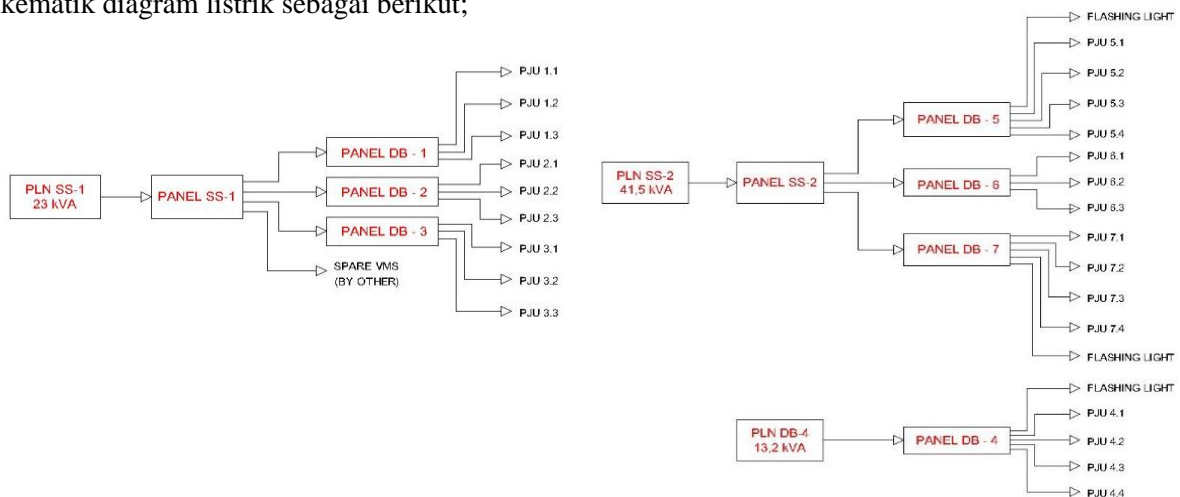 kematik diagram listrik sebagai berikut;
PLN SS-1
23 kVA
PANEL SS-1
PANEL DB - 1
PANEL DB - 2
PANEL DB - 3
SPARE VMS
(BY OTHER)
PJU 1.1
PJU 1.2
PJU 1.3
PJU 2.1
PJU 2.2
PJU 2.3
PJU 3.1
PJU 3.2
PJU 3.3
PLN SS-2
41,5 kVA
PANEL SS-2
PANEL DB - 5
PANEL DB - 6
PANEL DB - 7
FLASHING LIGHT
PJU 5.1
PJU 5.2
PJU 5.3
PJU 5.4
PJU 6.1
PJU 6.2
PJU 6.3
PJU 7.1
PJU 7.2
PJU 7.3
PJU 7.4
FLASHING LIGHT
PLN DB-4
13,2 kVA
PANEL DB - 4
FLASHING LIGHT
PJU 4.1
PJU 4.2
PJU 4.3
PJU 4.4